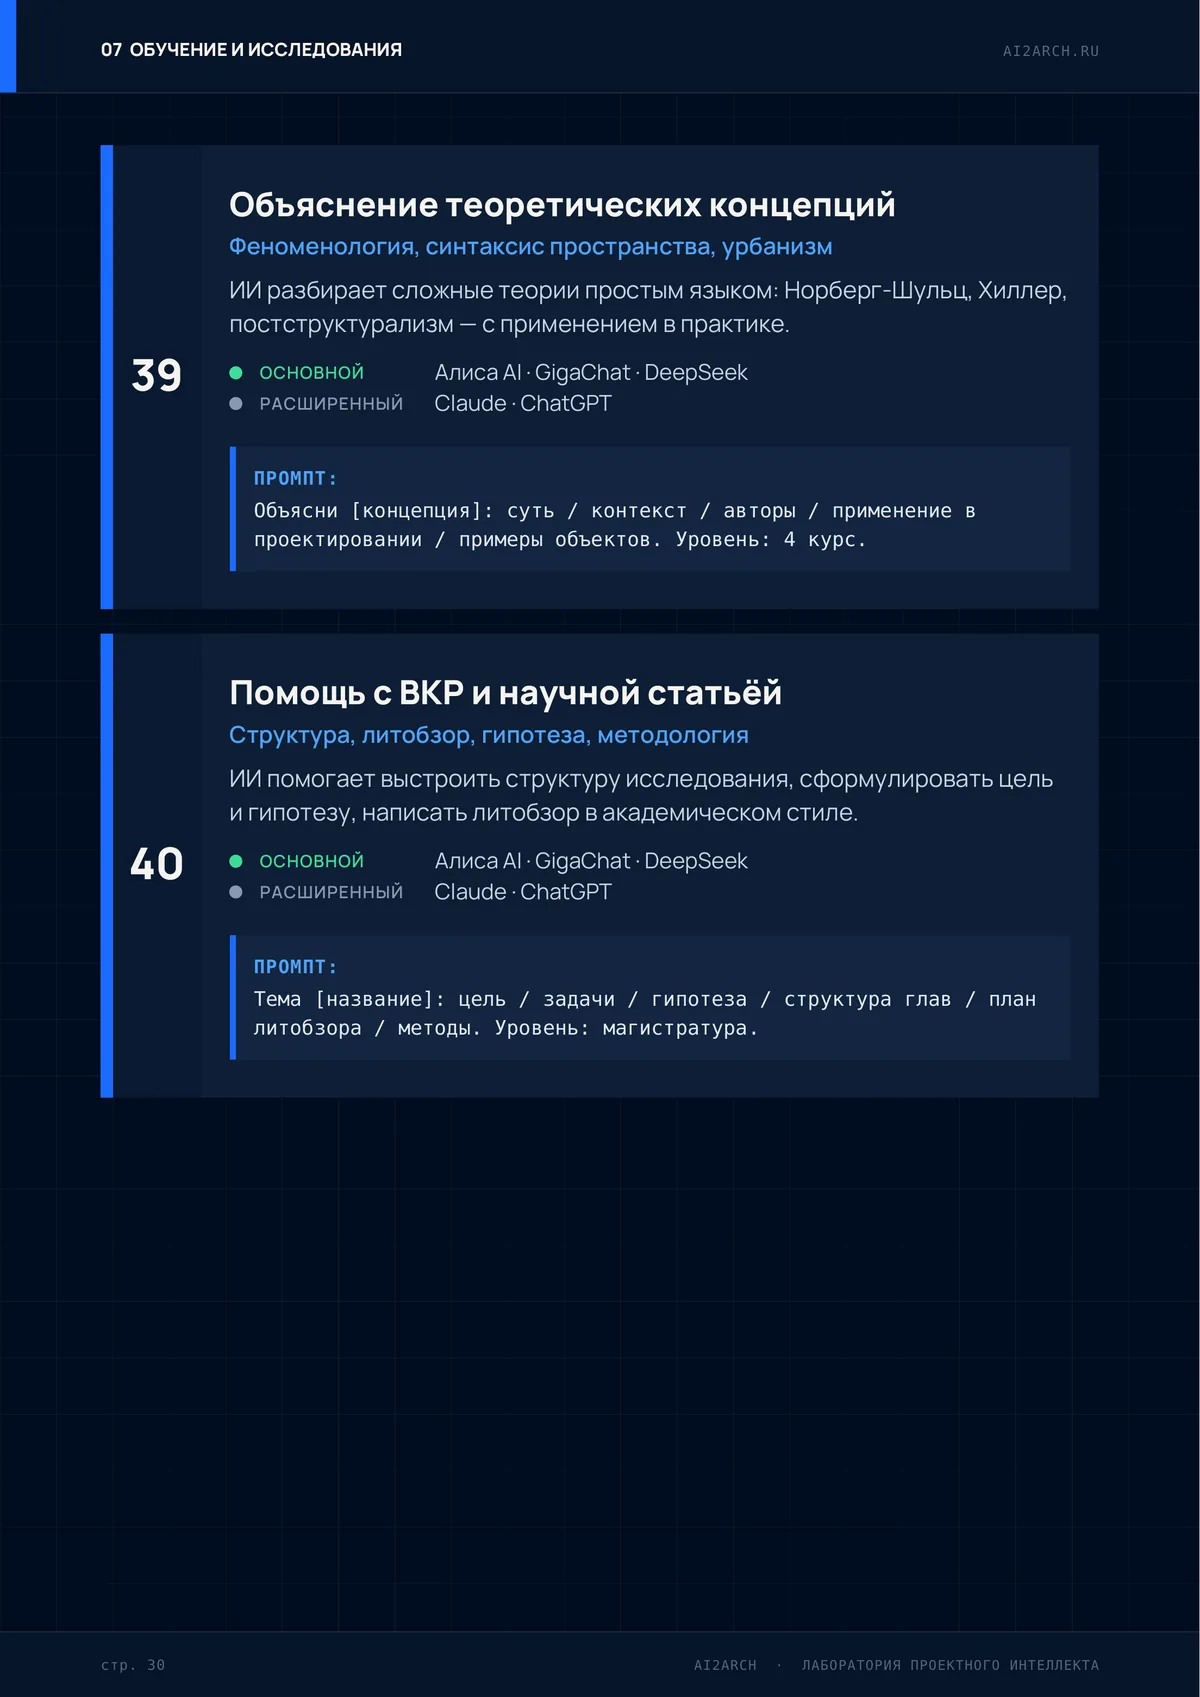 07 ОБУЧЕНИЕ И ИССЛЕДОВАНИЯ
AI2ARCH.RU
39
Объяснение теоретических концепций
Феноменология, синтаксис пространства, урбанизм
ИИ разбирает сложные теории простым языком: Норберг-Шульц, Хиллер,
постструктурализм — с применением в практике.
ОСНОВНОЙ Алиса AI · GigaChat · DeepSeek
РАСШИРЕННЫЙ Claude · ChatGPT
ПРОМПТ:
Объясни [концепция]: суть / контекст / авторы / применение в
проектировании / примеры объектов. Уровень: 4 курс.
40
Помощь с ВКР и научной статьёй
Структура, литобзор, гипотеза, методология
ИИ помогает выстроить структуру исследования, сформулировать цель
и гипотезу, написать литобзор в академическом стиле.
ОСНОВНОЙ Алиса AI · GigaChat · DeepSeek
РАСШИРЕННЫЙ Claude · ChatGPT
ПРОМПТ:
Тема [название]: цель / задачи / гипотеза / структура глав / план
литобзора / методы. Уровень: магистратура.
стр. 30
AI2ARCH · ЛАБОРАТОРИЯ ПРОЕКТНОГО ИНТЕЛЛЕКТА